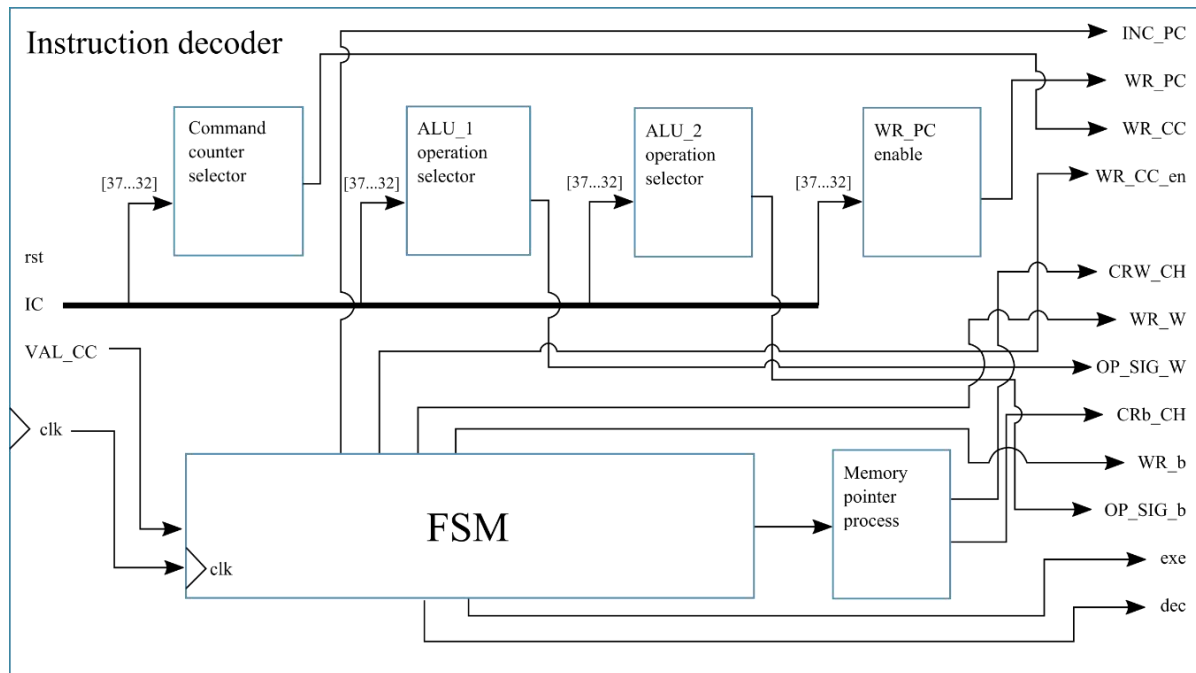 Instruction decoder
INC_PC
WR_PC
WR_CC
WR_CC_en
Command
counter
selector
ALU_1
operation
selector
ALU_2
operation
selector
WR_PC
enable
[37...32]
[37...32]
[37...32]
[37...32]
rst
IC
VAL_CC
clk
CRW_CH
WR_W
OP_SIG_W
CRb_CH
WR_b
OP_SIG_b
exe
dec
FSM
clk
Memory
pointer
process